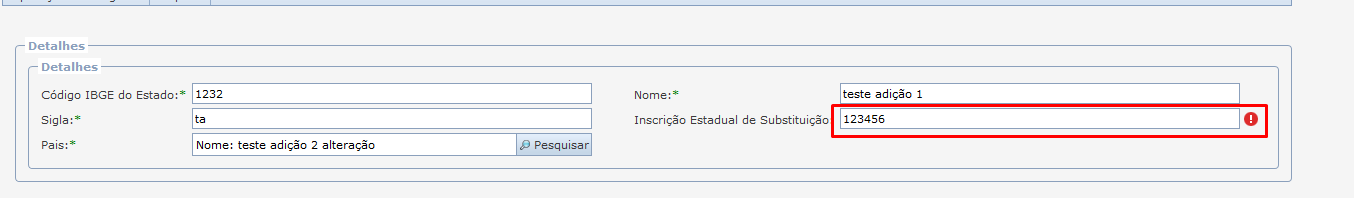 Detalhes
Detalhes
Código IBGE do Estado:* 1232 Nome:* teste adição 1
Sigla:* ta Inscrição Estadual de Substituição: 123456
Pais:* Nome: teste adição 2 alteração Pesquisar